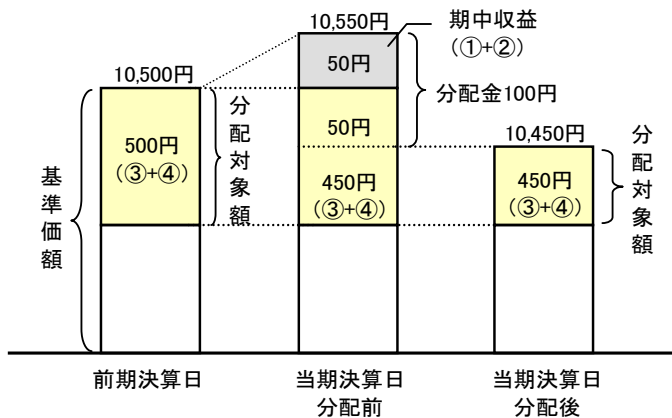 10,550円
期中収益
(①+②)
10,500円
50円
分配金100円
10,450円
500円
(③+④)
分配対象額
50円
450円
(③+④)
450円
(③+④)
分配対象額
基準価額
前期決算日
当期決算日
分配前
当期決算日
分配後